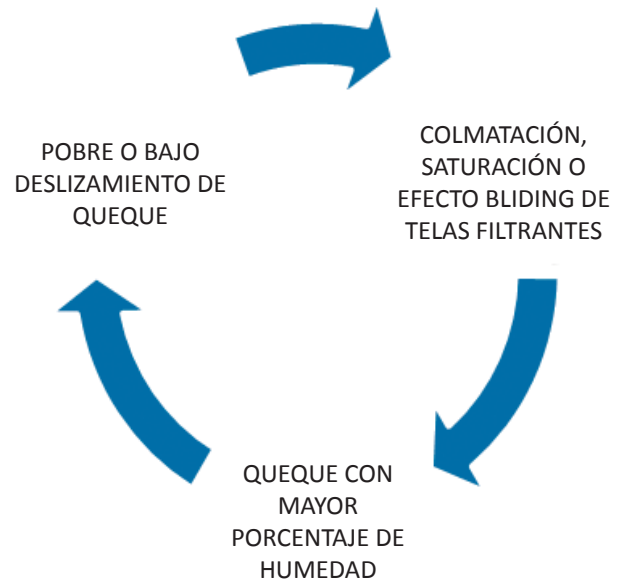 POBRE O BAJO
DESLIZAMIENTO DE
QUEQUE
COLMATACIÓN,
SATURACIÓN O
EFECTO BLIDING DE
TELAS FILTRANTES
QUEQUE CON
MAYOR
PORCENTAJE DE
HUMEDAD